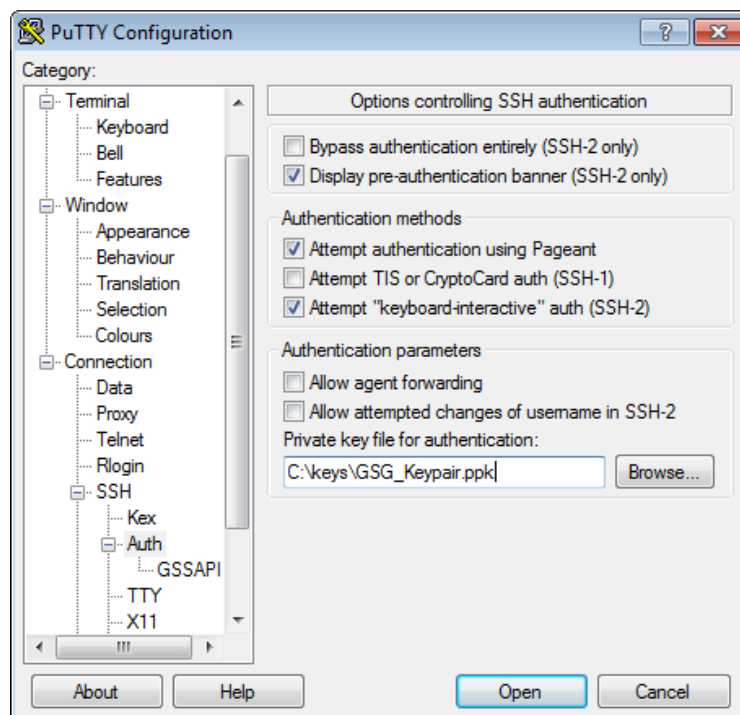 PuTTY Configuration
Category:
Terminal
Keyboard
Bell
Features
Window
Appearance
Behaviour
Translation
Selection
Colours
Connection
Data
Proxy
Telnet
Rlogin
SSH
Kex
Auth
GSSAPI
TTY
X11
Options controlling SSH authentication
Bypass authentication entirely (SSH-2 only)
Display pre-authentication banner (SSH-2 only)
Authentication methods
Attempt authentication using Pageant
Attempt TIS or CryptoCard auth (SSH-1)
Attempt "keyboard-interactive" auth (SSH-2)
Authentication parameters
Allow agent forwarding
Allow attempted changes of username in SSH-2
Private key file for authentication:
C:\keys\GSG_Keypair.ppk
Browse...
About
Help
Open
Cancel